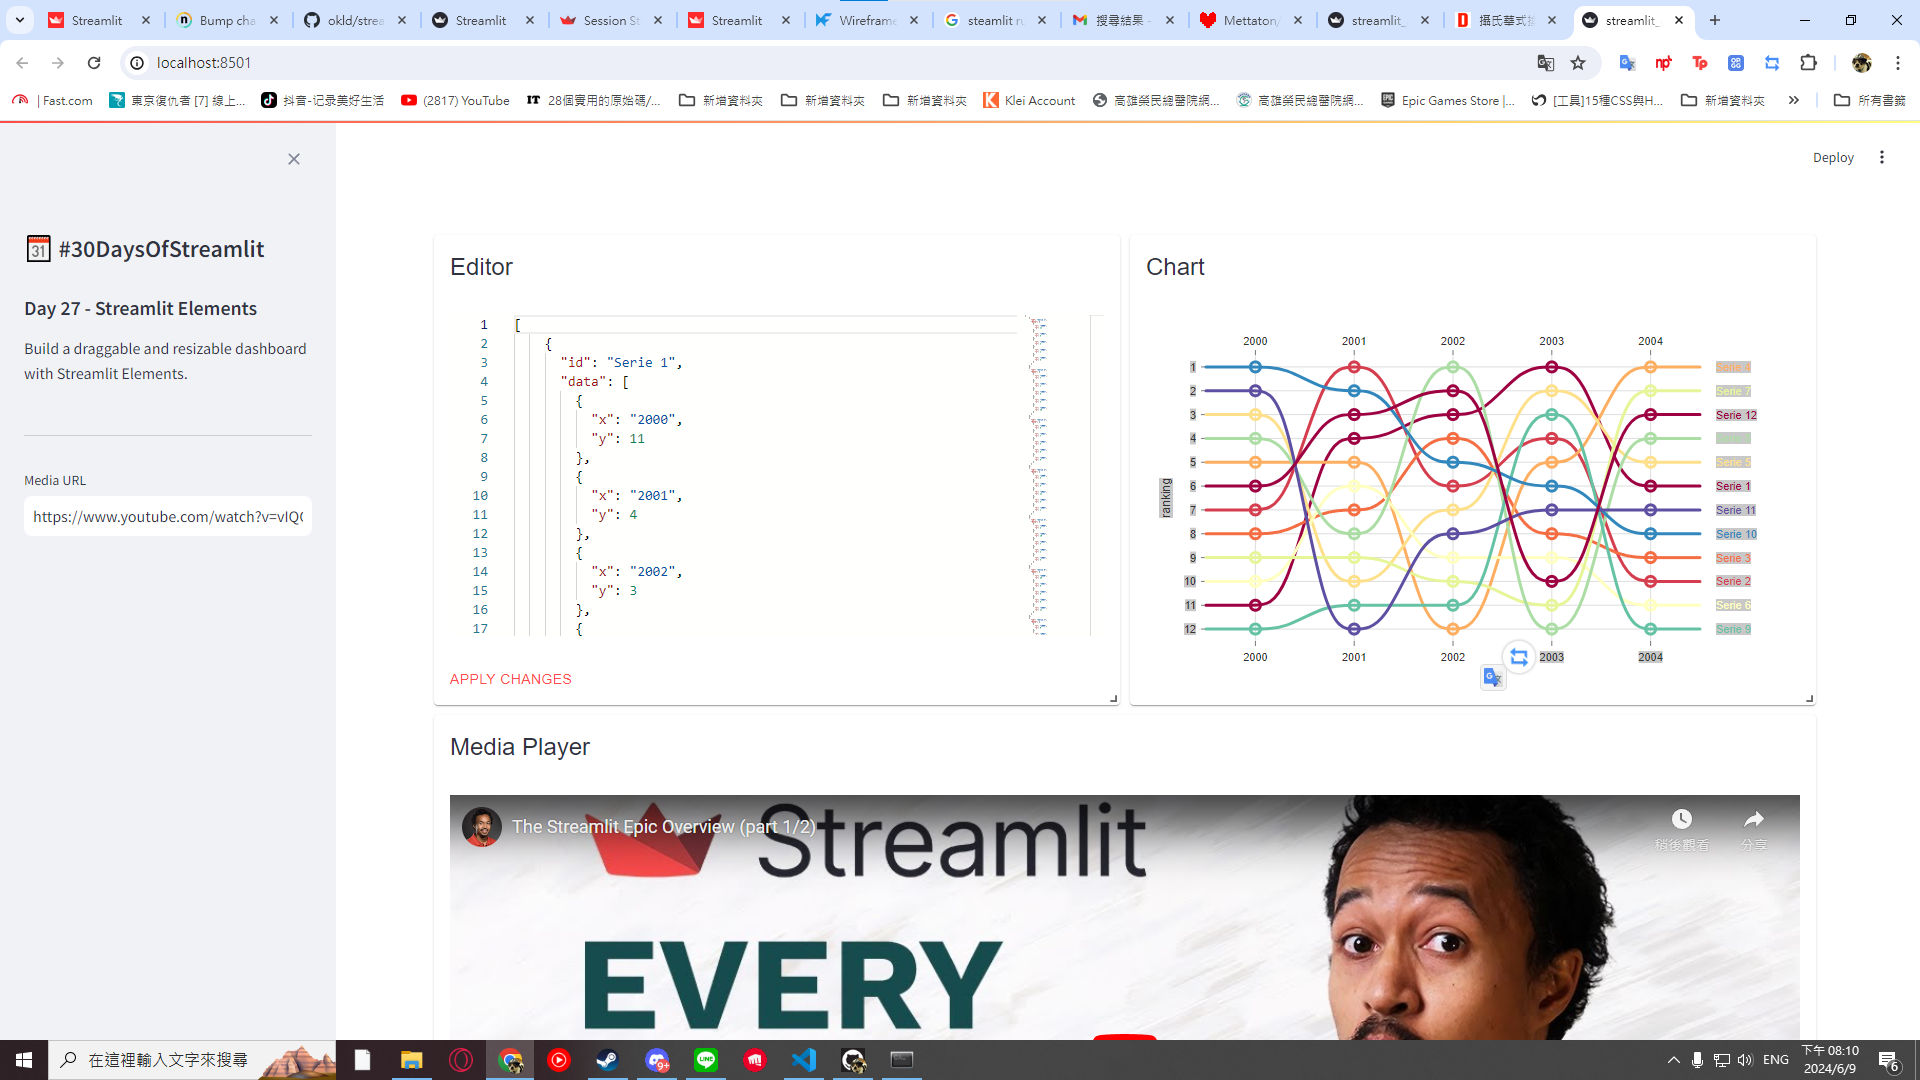 Streamlit
Bump cha
okld/strea
Streamlit
Session St
Streamlit
Wireframe
steamlit ru
搜尋結果 -
Mettaton/
streamlit_
攝氏華式
streamlit_
localhost:8501
| Fast.com
東京復仇者 [7] 線上...
抖音-记录美好生活
(2817) YouTube
IT 28個實用的原始碼/...
新增資料夾
新增資料夾
新增資料夾
Klei Account
高雄榮民總醫院網...
高雄榮民總醫院網...
Epic Games Store |...
[工具]15種CSS與H...
新增資料夾
所有書籤
Deploy
31 #30DaysOfStreamlit
Day 27 - Streamlit Elements
Build a draggable and resizable dashboard
with Streamlit Elements.
Media URL
https://www.youtube.com/watch?v=vIQ
Editor
1 [
2 {
3 "id": "Serie 1",
4 "data": [
5 {
6 "x": "2000",
7 "y": 11
8 },
9 {
10 "x": "2001",
11 "y": 4
12 },
13 {
14 "x": "2002",
15 "y": 3
16 },
17 {
APPLY CHANGES
Chart
2000 2001 2002 2003 2004
ranking
1 Serie 4
2 Serie 7
3 Serie 12
4
5 Serie 5
6 Serie 1
7 Serie 11
8 Serie 10
9 Serie 3
10 Serie 2
11 Serie 6
12 Serie 9
2000 2001 2002 2003 2004
Media Player
The Streamlit Epic Overview (part 1/2)
Streamlit
稍後觀看
分享
EVERY
在這裡輸入文字來搜尋
9+
LINE
ENG
下午 08:10
2024/6/9
6